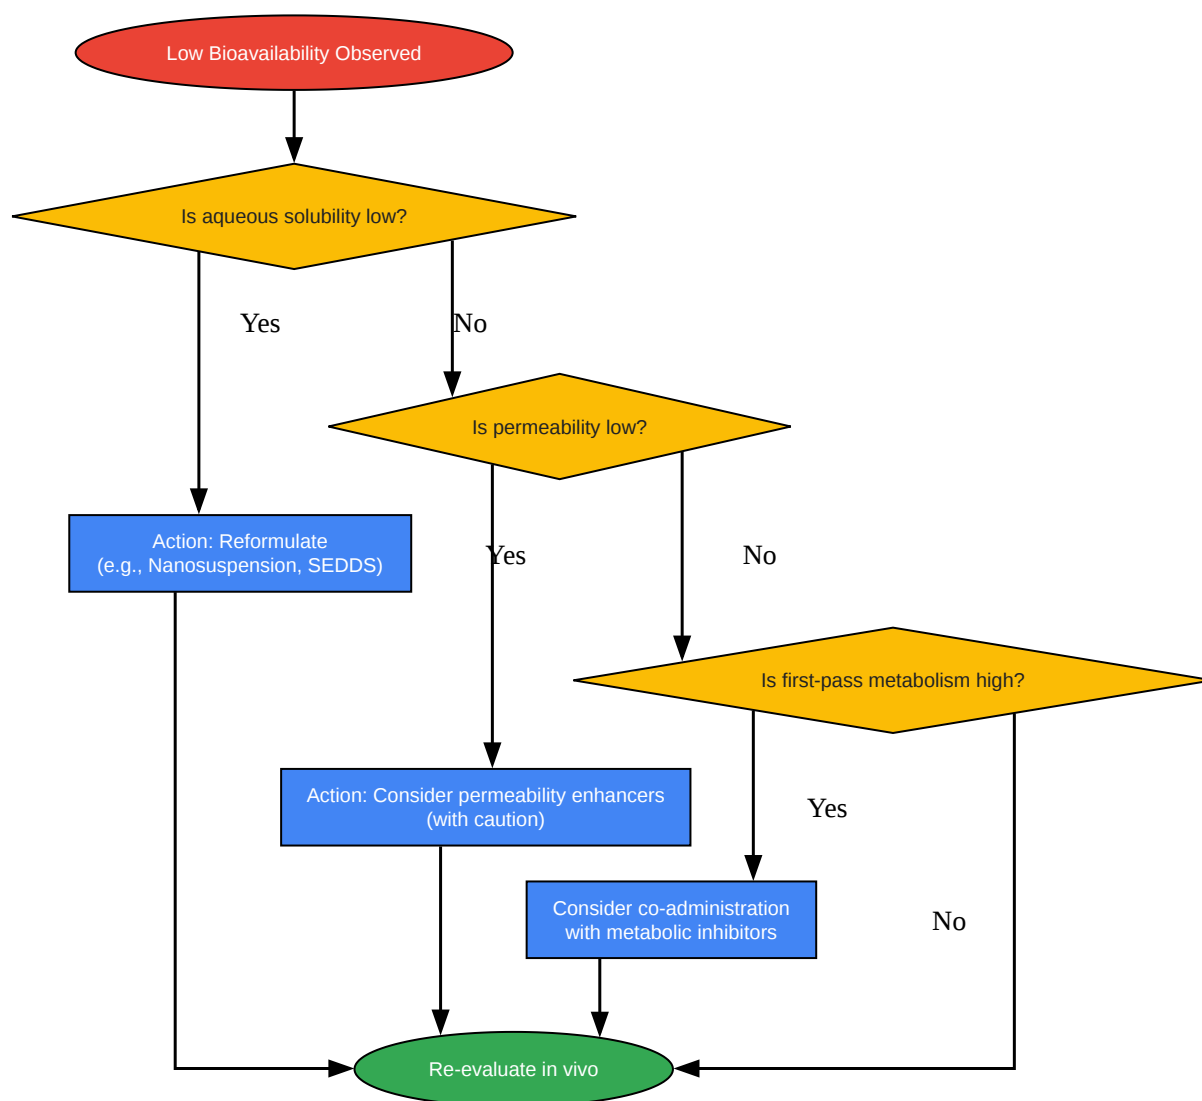 Low Bioavailability Observed
Is aqueous solubility low?
Yes
No
Is permeability low?
Action: Reformulate
(e.g., Nanosuspension, SEDDS)
Yes
No
Is first-pass metabolism high?
Action: Consider permeability enhancers
(with caution)
Yes
Consider co-administration
with metabolic inhibitors
No
Re-evaluate in vivo